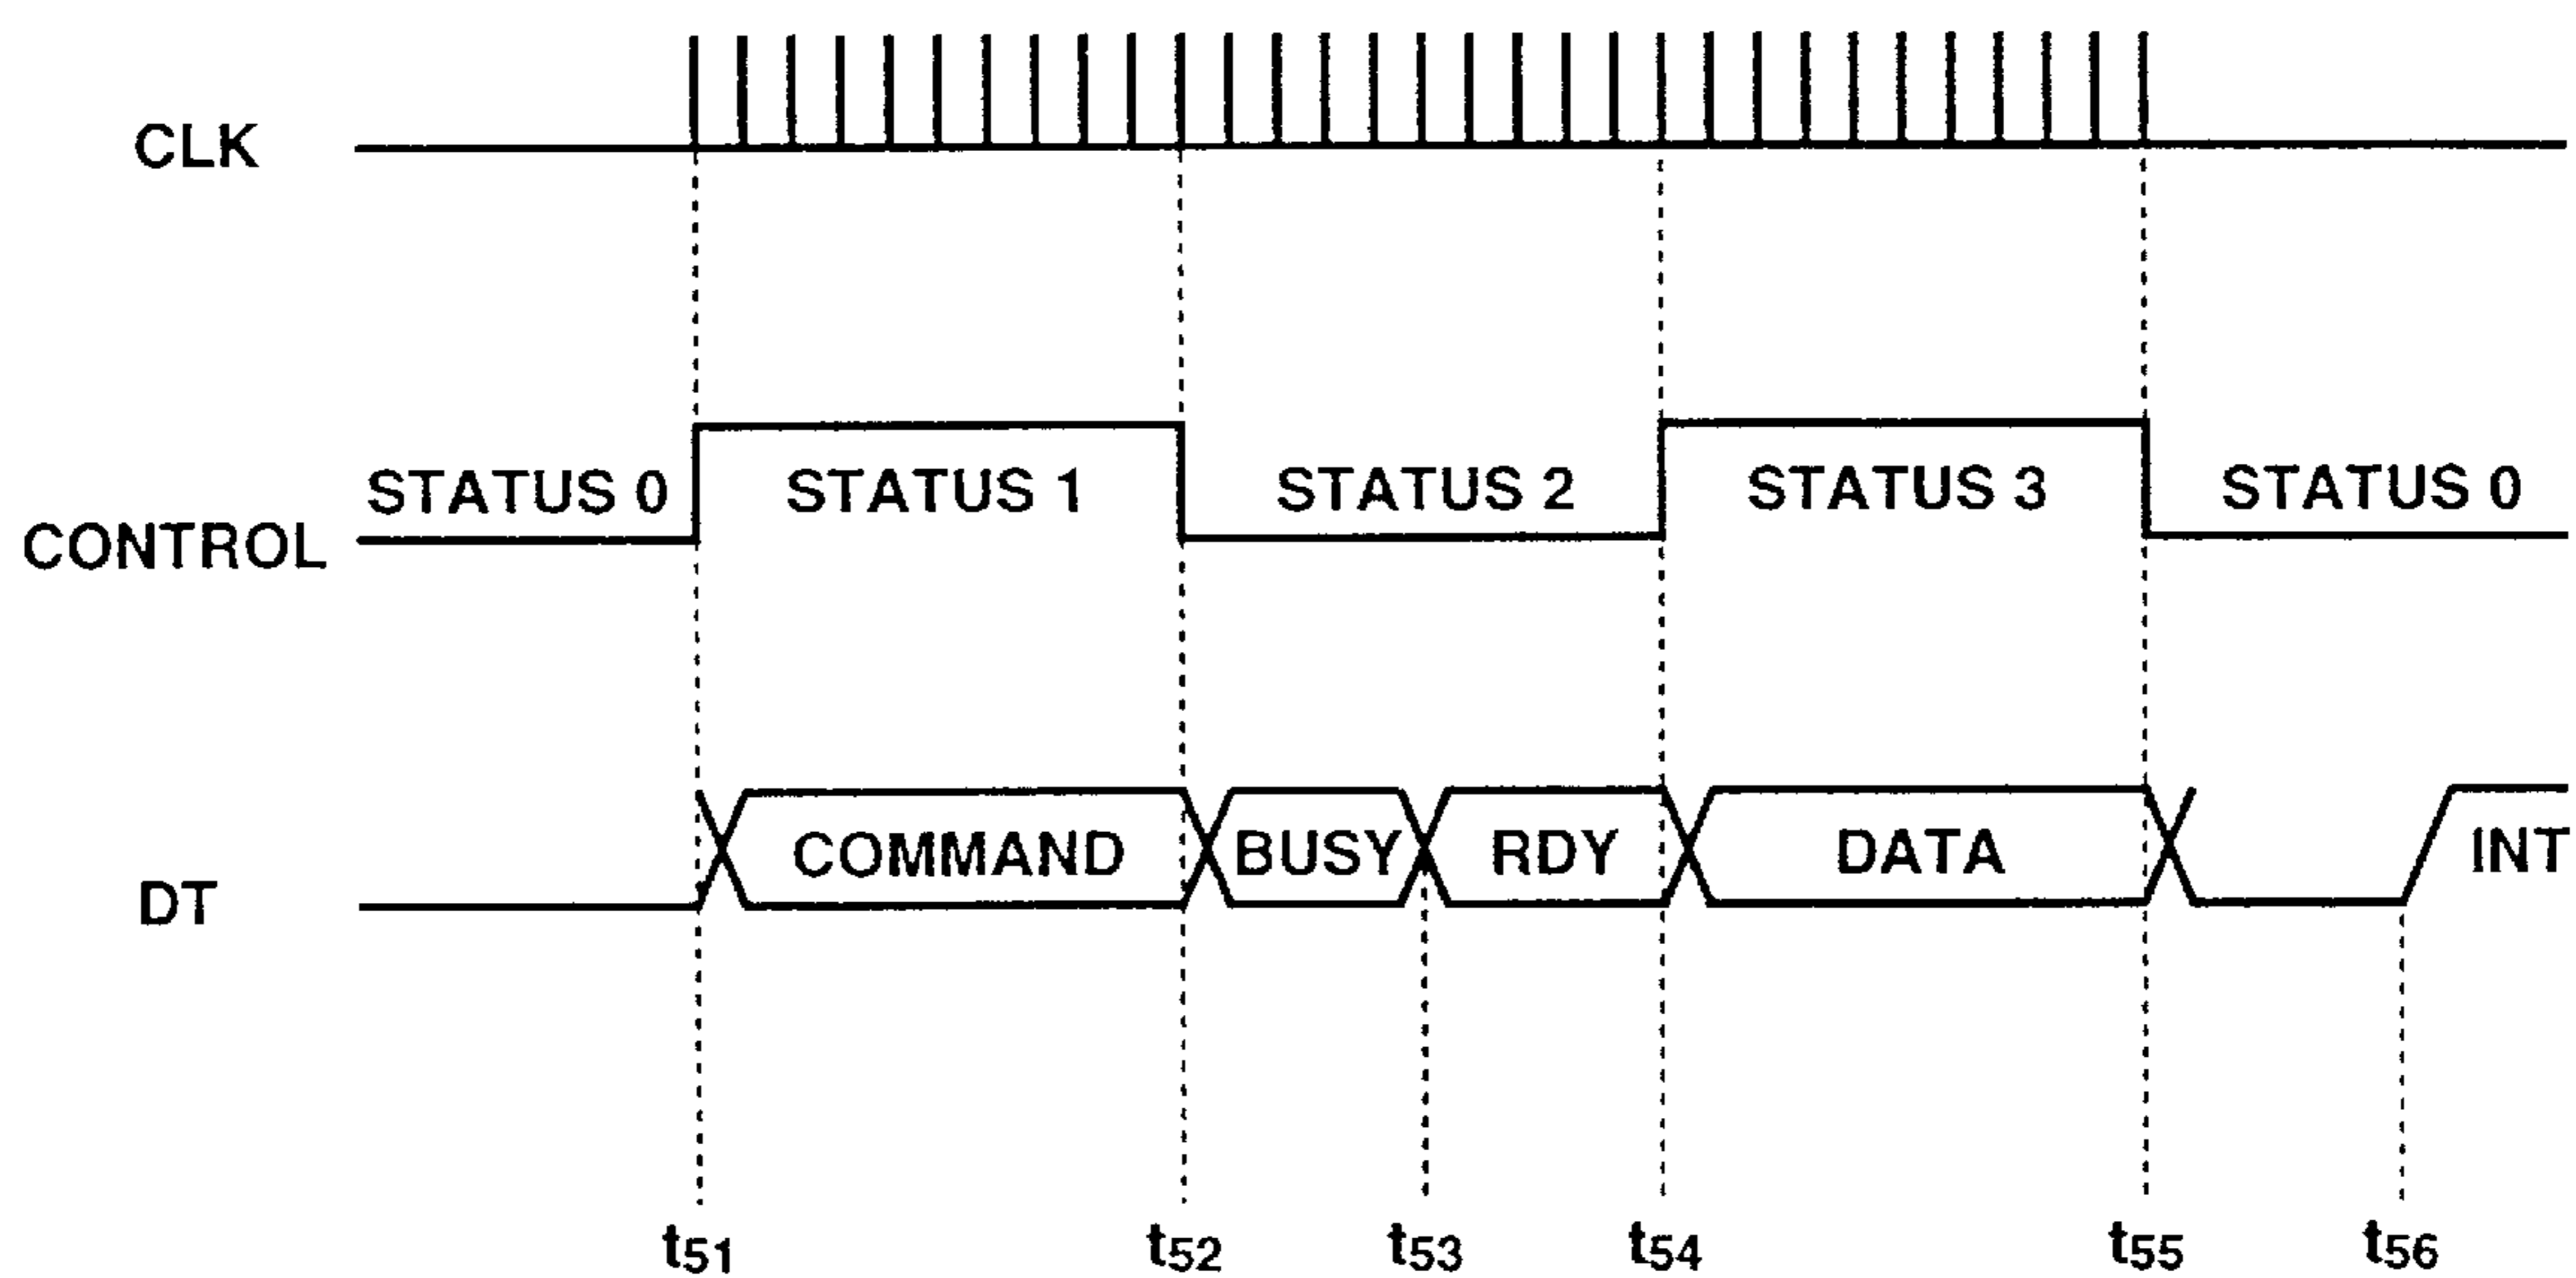 CLK
STATUS 0 STATUS 1 STATUS 2 STATUS 3 STATUS 0
CONTROL
COMMAND BUSY RDY DATA INT
DT
t51 t52 t53 t54 t55 t56